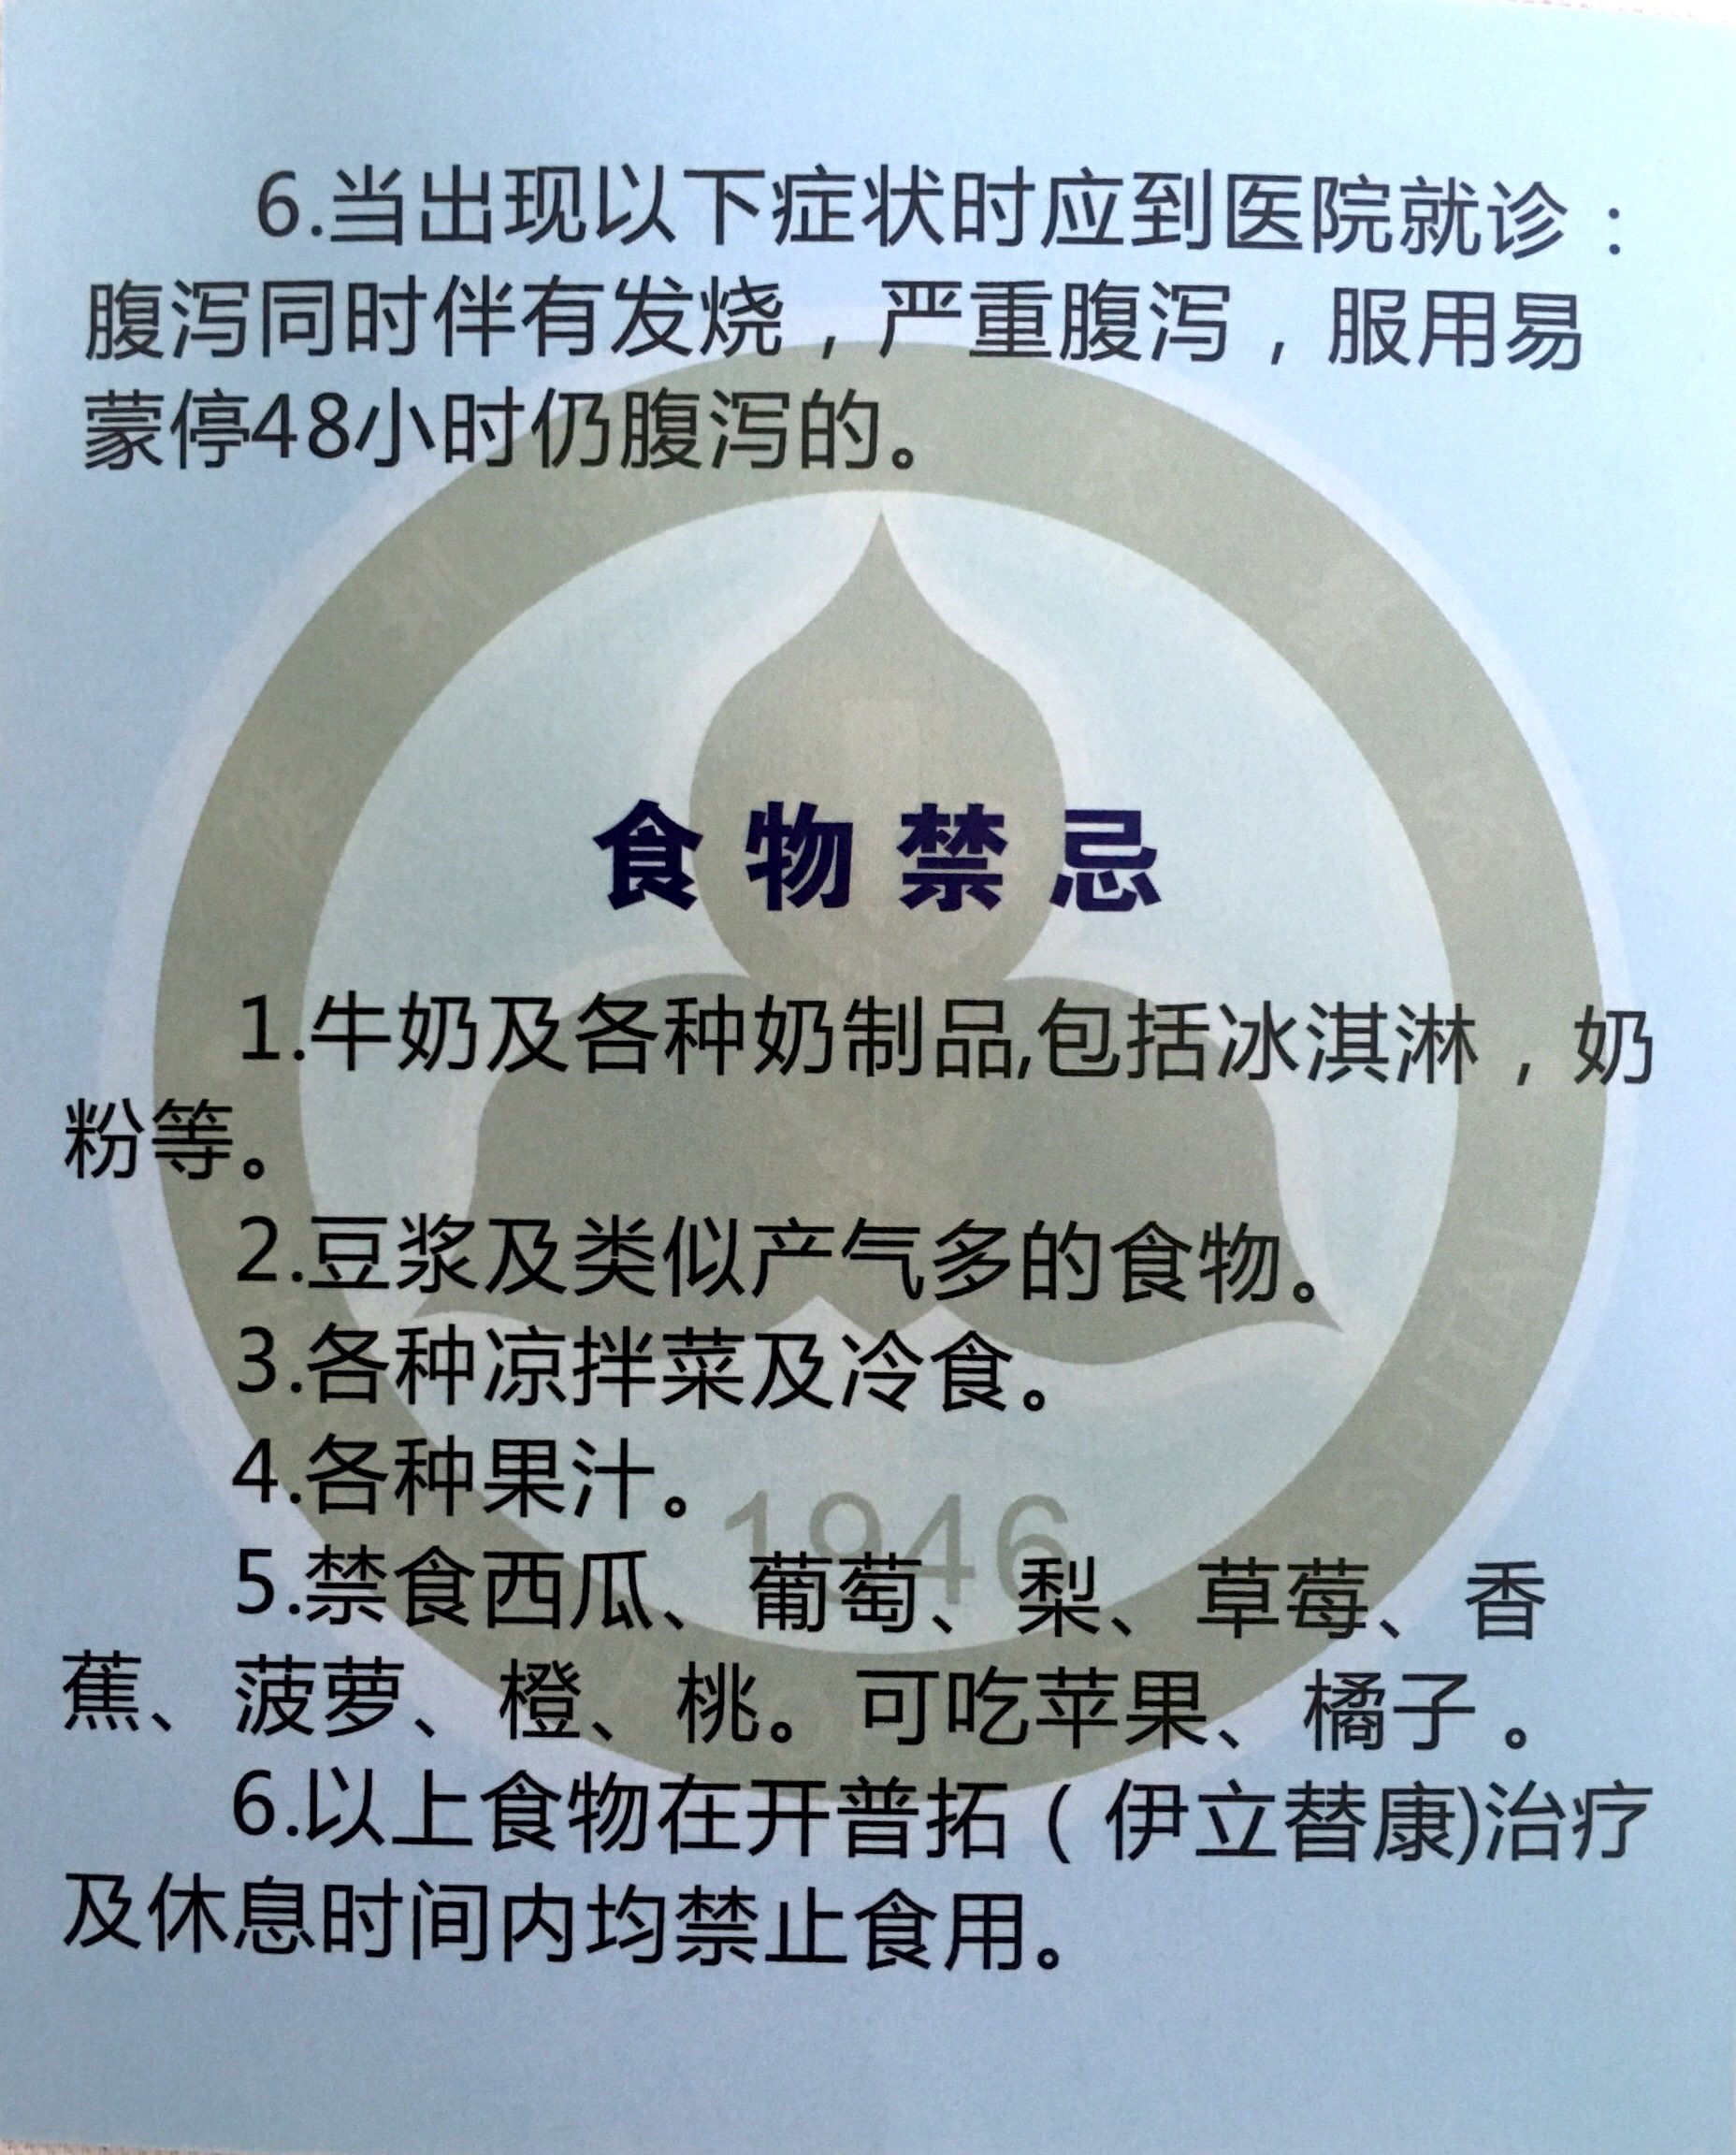 6.当出现以下症状时应到医院就诊：
腹泻同时伴有发烧，严重腹泻，服用易
蒙停48小时仍腹泻的。
食物禁忌
1.牛奶及各种奶制品,包括冰淇淋，奶
粉等。
2.豆浆及类似产气多的食物。
3.各种凉拌菜及冷食。
4.各种果汁。
1946
5.禁食西瓜、葡萄、梨、草莓、香
蕉、菠萝、橙、桃。可吃苹果、橘子。
6.以上食物在开普拓（伊立替康)治疗
及休息时间内均禁止食用。